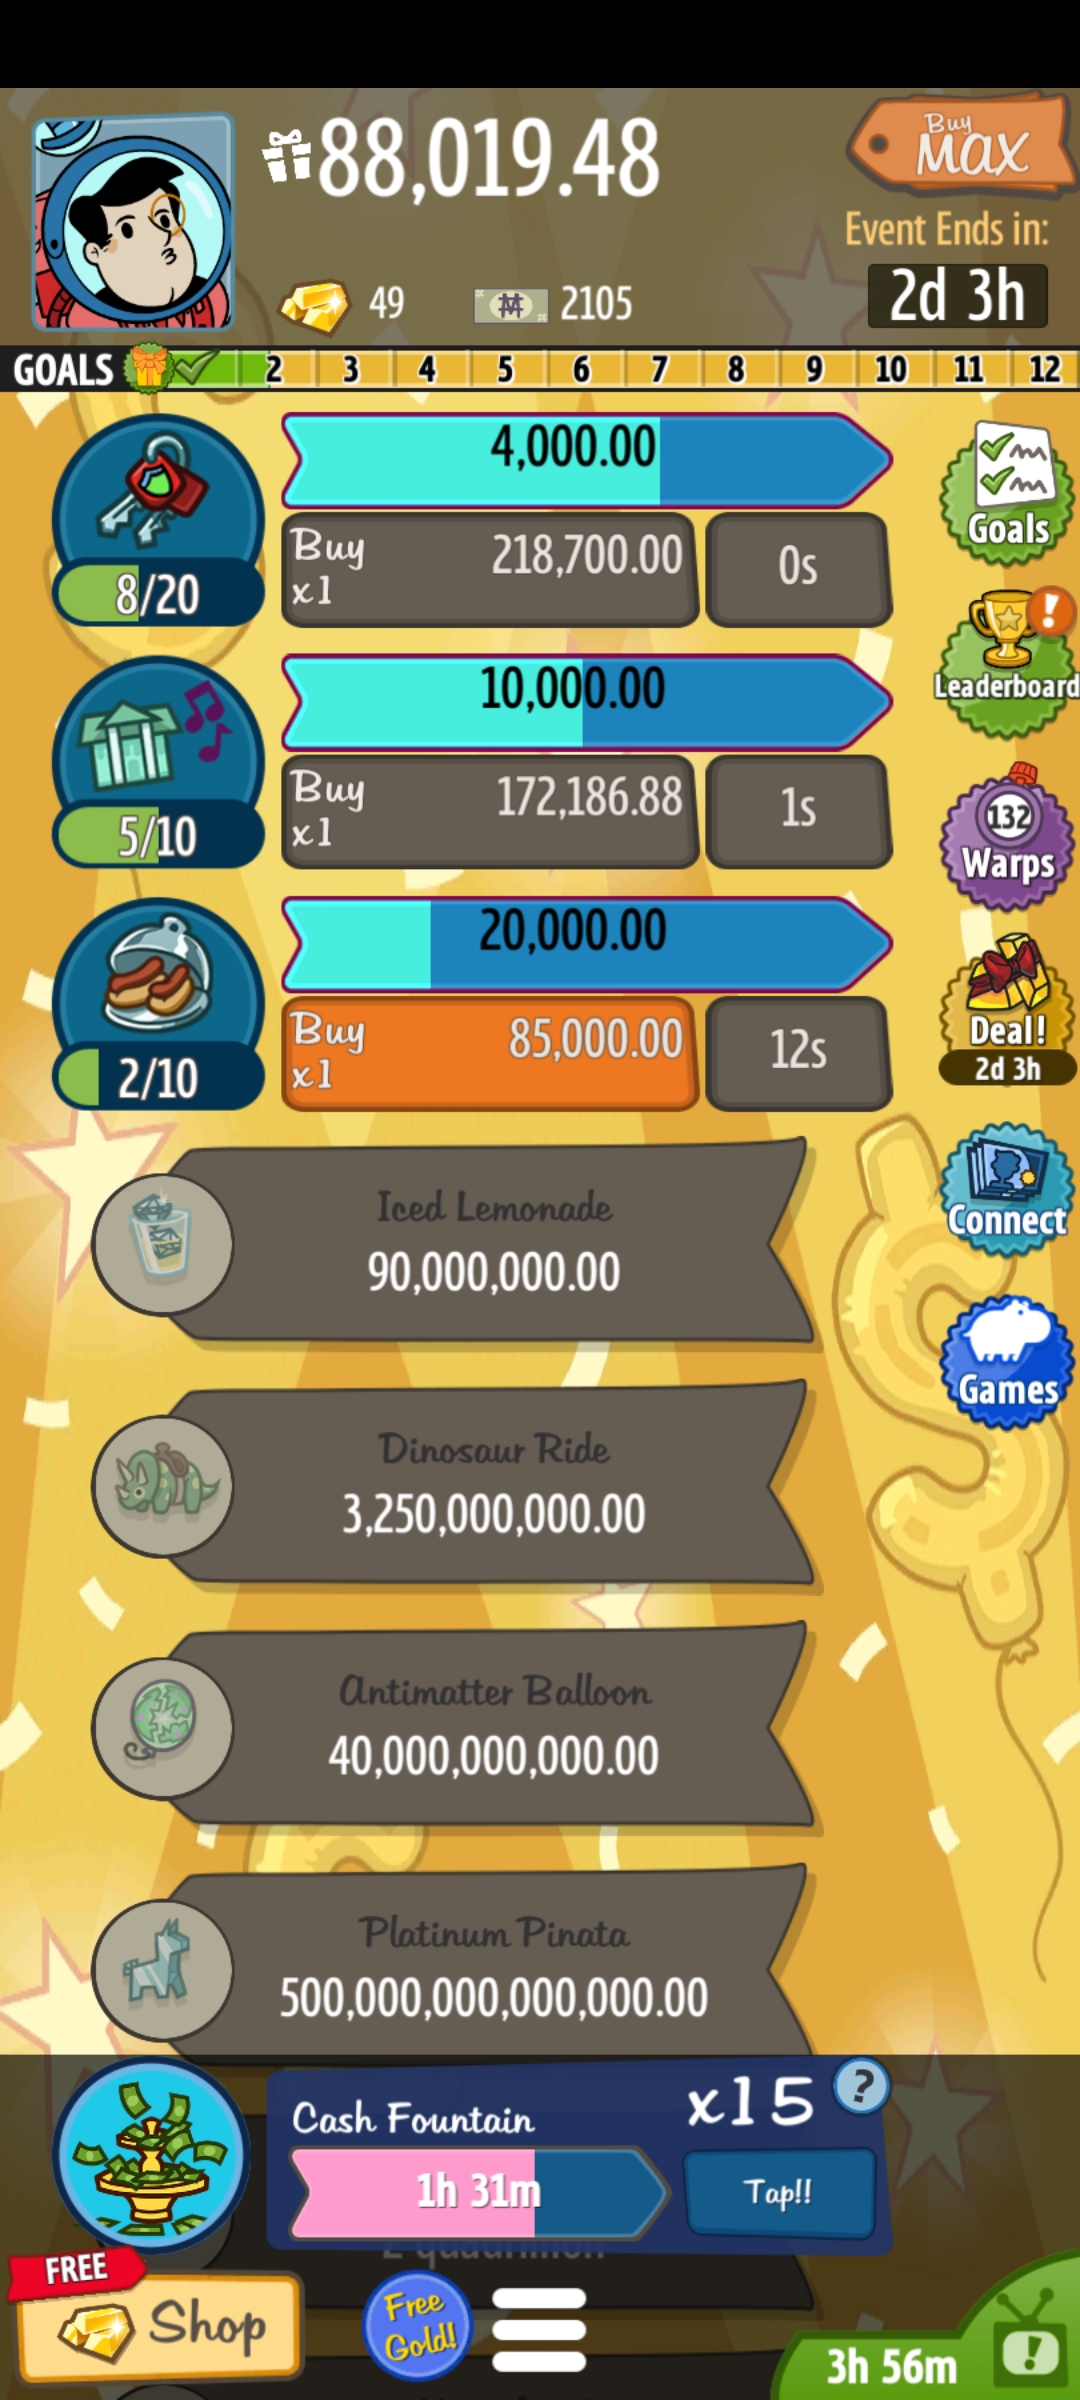 88,019.48
Buy
MAX
Event Ends in:
2d 3h
49
2105
GOALS 2 3 4 5 6 7 8 9 10 11 12
4,000.00
Buy
x1
218,700.00
0s
8/20
Goals
10,000.00
Buy
x1
172,186.88
1s
5/10
Leaderboard
!
132
Warps
20,000.00
Buy
x1
85,000.00
12s
2/10
Deal!
2d 3h
Iced Lemonade
90,000,000.00
Connect
Games
Dinosaur Ride
3,250,000,000.00
Antimatter Balloon
40,000,000,000.00
Platinum Pinata
500,000,000,000,000.00
Cash Fountain
x15
?
1h 31m
Tap!!
2 quadrillion
FREE
Shop
Free
Gold!
3h 56m
!